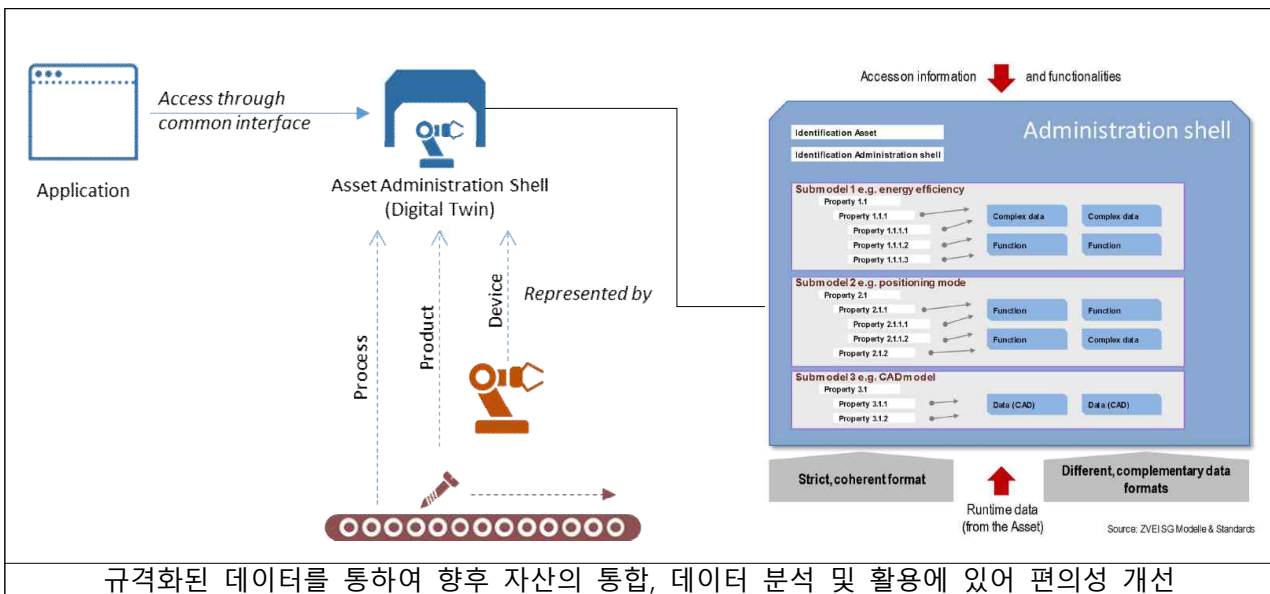 Application
Access through
common interface
Asset Administration Shell
(Digital Twin)
Process
Product
Device
Represented by
Access on information and functionalities
Administration shell
Identification Asset
Identification Administration shell
Submodel 1 e.g. energy efficiency
Property 1.1
Property 1.1.1
Property 1.1.1.1
Property 1.1.1.2
Property 1.1.1.3
Complex data Complex data
Function Function
Submodel 2 e.g. positioning mode
Property 2.1
Property 2.1.1
Property 2.1.1.1
Property 2.1.1.2
Property 2.1.2
Function Function
Function Complex data
Submodel 3 e.g. CAD model
Property 3.1
Property 3.1.1
Property 3.1.2
Data (CAD) Data (CAD)
Strict, coherent format
Runtime data
(from the Asset)
Different, complementary data
formats
Source: ZVEI SG Modelle & Standards
규격화된 데이터를 통하여 향후 자산의 통합, 데이터 분석 및 활용에 있어 편의성 개선